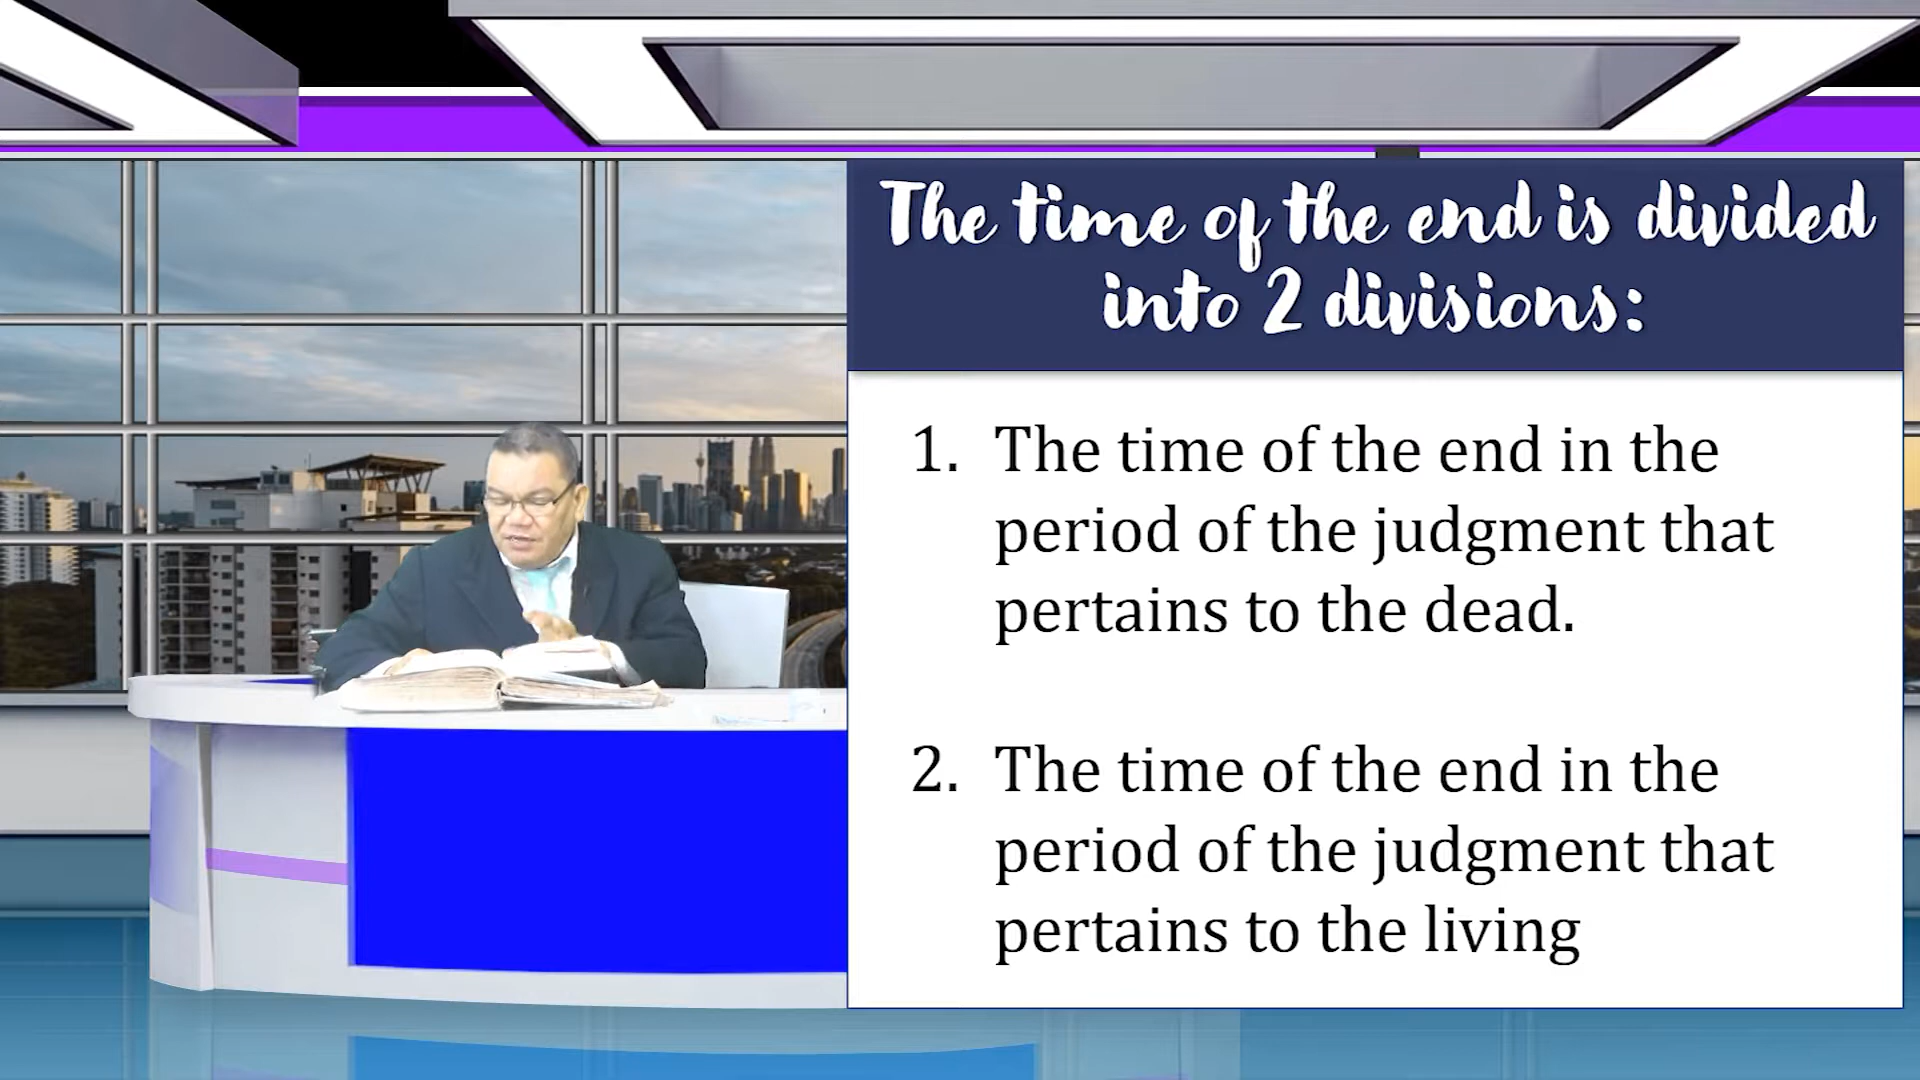 The time of the end is divided
into 2 divisions:
1. The time of the end in the
period of the judgment that
pertains to the dead.
2. The time of the end in the
period of the judgment that
pertains to the living